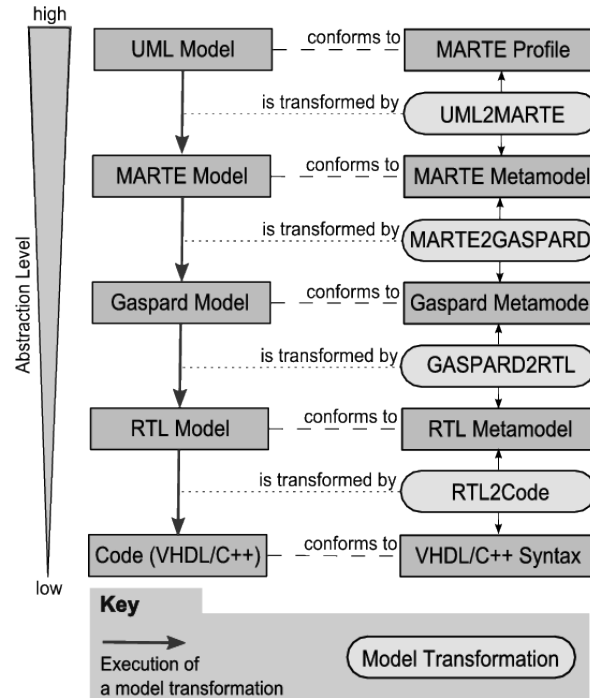 high
UML Model
conforms to
MARTE Profile
is transformed by
UML2MARTE
MARTE Model
conforms to
MARTE Metamodel
is transformed by
MARTE2GASPARD
Gaspard Model
conforms to
Gaspard Metamodel
is transformed by
GASPARD2RTL
RTL Model
conforms to
RTL Metamodel
is transformed by
RTL2Code
Code (VHDL/C++)
conforms to
VHDL/C++ Syntax
Abstraction Level
low
Key
Execution of
a model transformation
Model Transformation